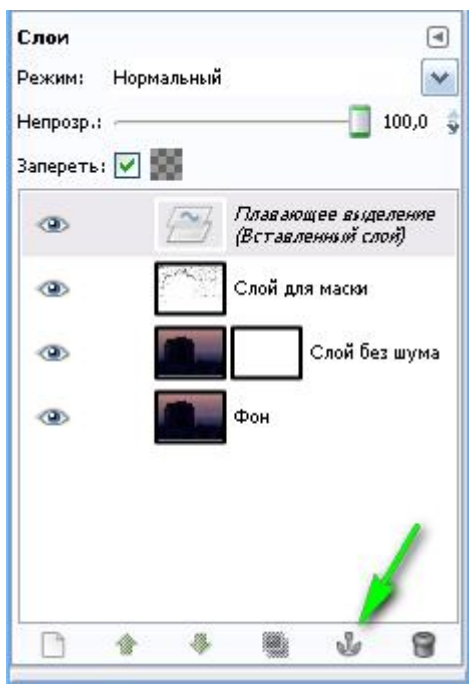 Слои
Режим: Нормальный
Непрозр.: 100,0
Запереть:
Плавающее выделение
(Вставленный слой)
Слой для маски
Слой без шума
Фон